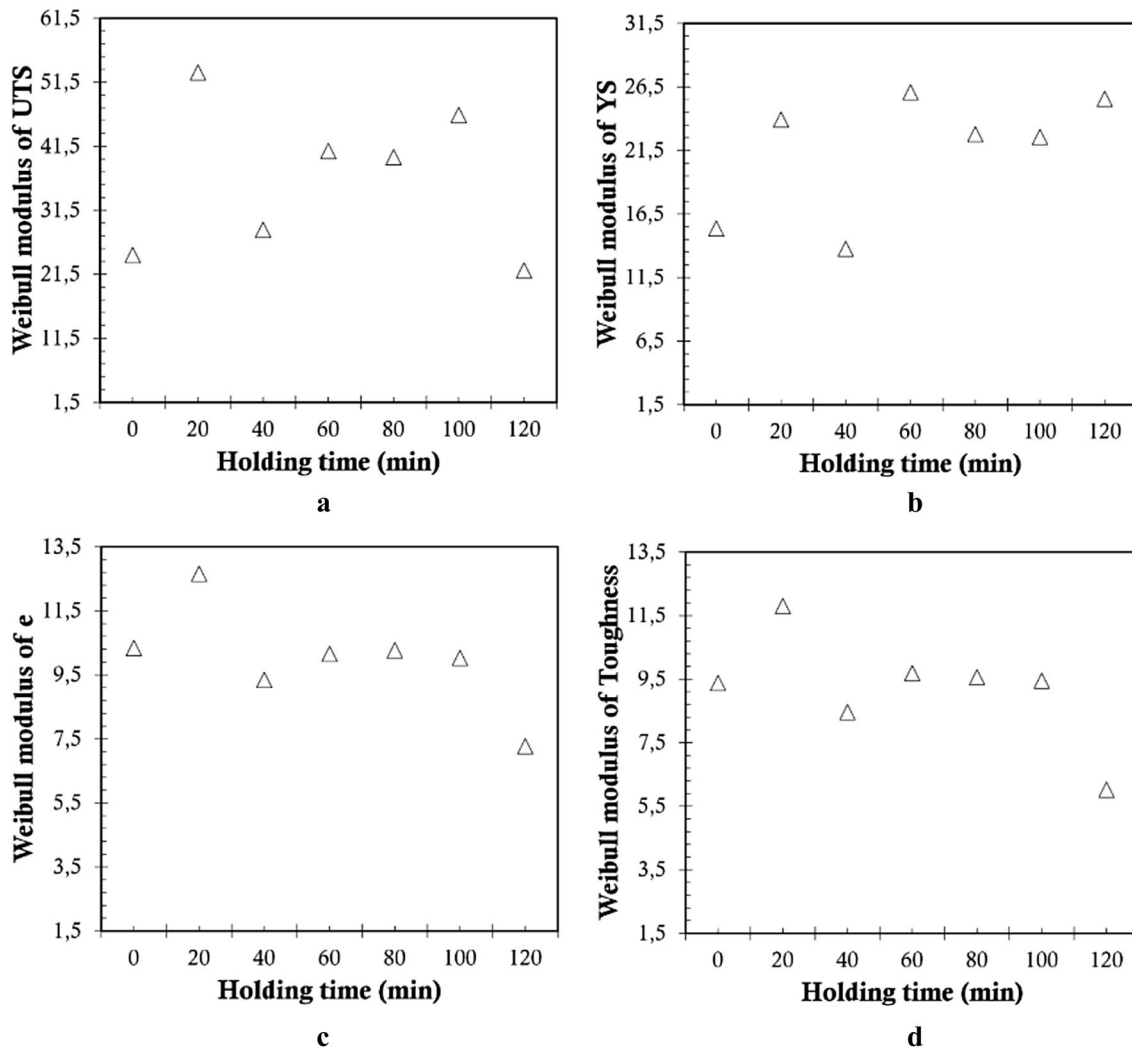 Weibull modulus of UTS
61,5
51,5
41,5
31,5
21,5
11,5
1,5
0 20 40 60 80 100 120
Holding time (min)
a
Weibull modulus of YS
31,5
26,5
21,5
16,5
11,5
6,5
1,5
0 20 40 60 80 100 120
Holding time (min)
b
Weibull modulus of e
13,5
11,5
9,5
7,5
5,5
3,5
1,5
0 20 40 60 80 100 120
Holding time (min)
c
Weibull modulus of Toughness
13,5
11,5
9,5
7,5
5,5
3,5
1,5
0 20 40 60 80 100 120
Holding time (min)
d